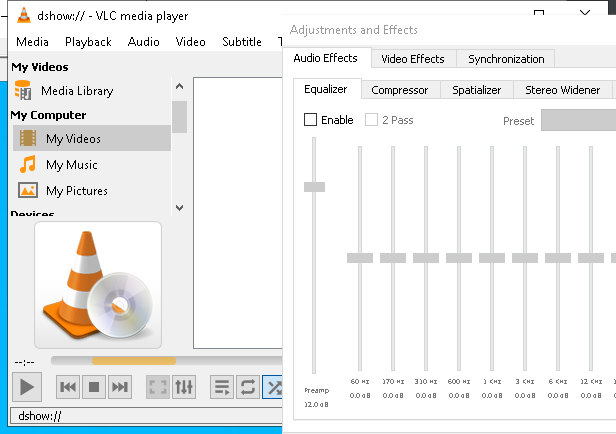 dshow:// - VLC media player
Media Playback Audio Video Subtitle
My Videos
Media Library
My Computer
My Videos
My Music
My Pictures
Devices
--:--
dshow://
Adjustments and Effects
Audio Effects Video Effects Synchronization
Equalizer Compressor Spatializer Stereo Widener
Enable 2 Pass Preset
60 Hz 170 Hz 310 Hz 600 Hz 1 KHz 3 KHz 6 KHz 12 KHz
Preamp 0.0 dB 0.0 dB 0.0 dB 0.0 dB 0.0 dB 0.0 dB 0.0 dB 0.0 dB
12.0 dB